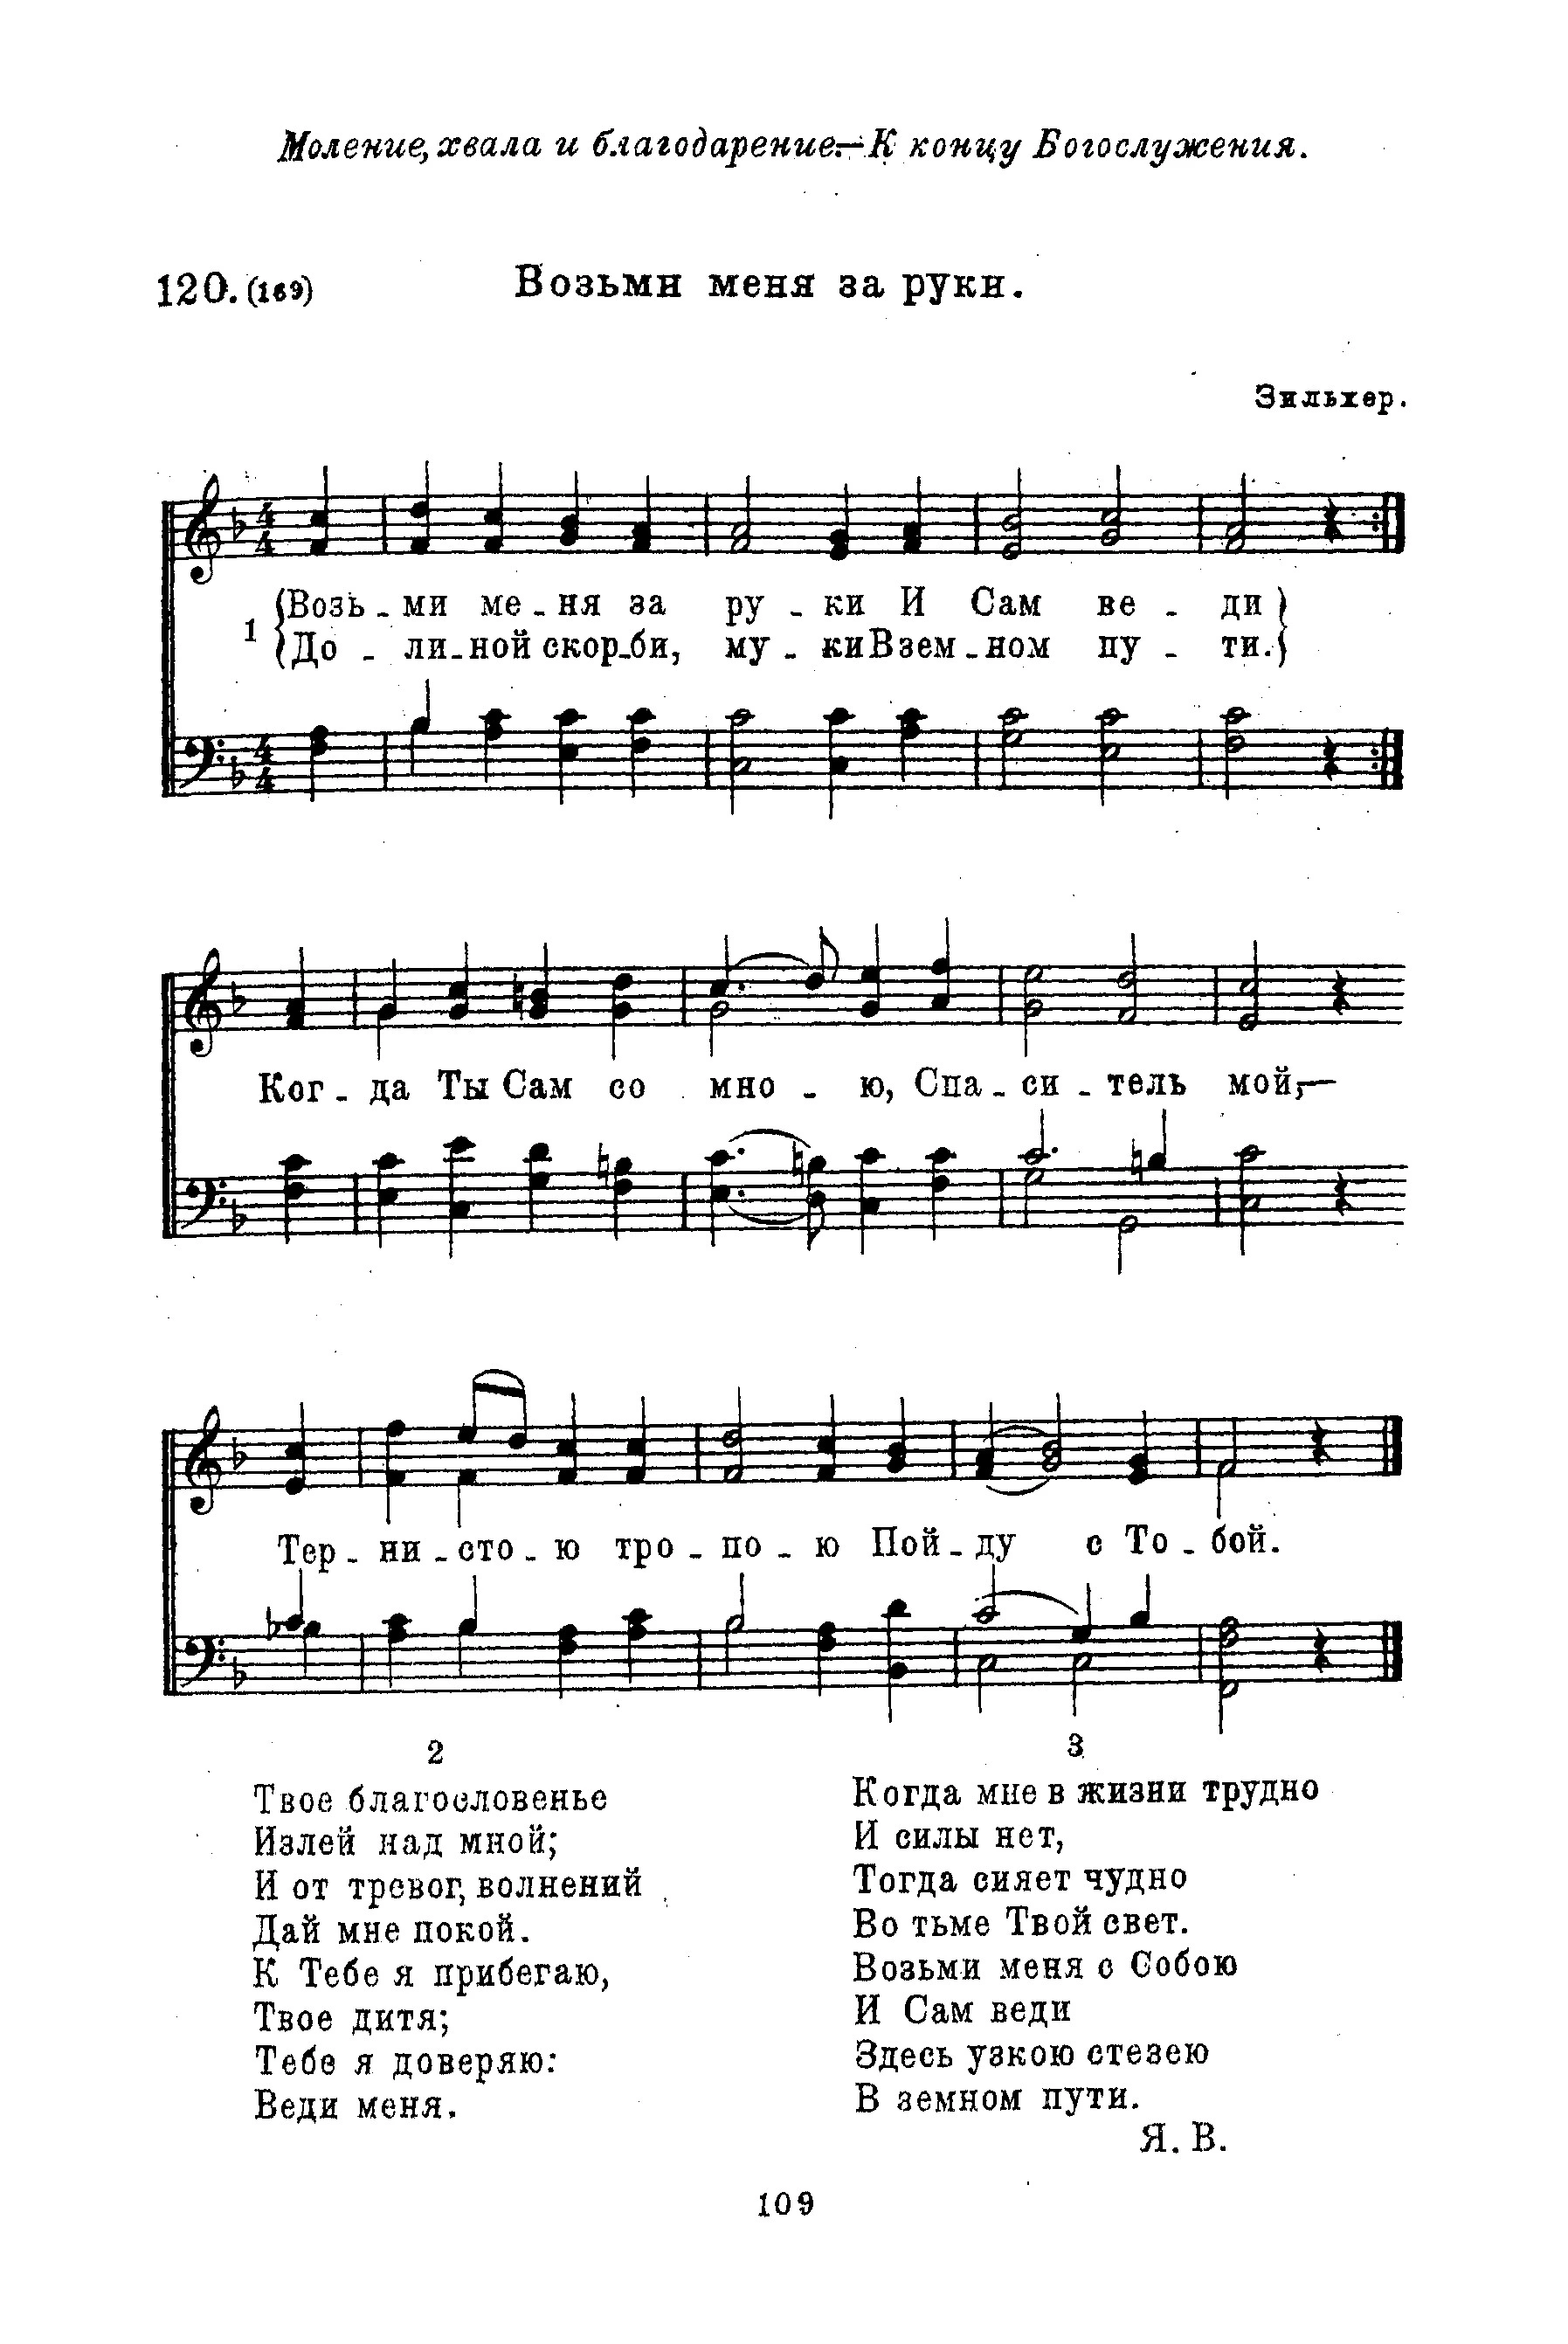 Моление, хвала и благодарение.— К концу Богослужения.
120. (169)
Возьми меня за руки.
Зильхер.
1
Возь - ми ме - ня за ру - ки И Сам ве - ди
До - ли - ной скор - би, му - ки В зем - ном пу - ти.
Ког - да Ты Сам со мно - ю, Спа - си - тель мой,—
Тер - ни - сто - ю тро - по - ю Пой - ду с То - бой.
2
Твое благословенье
Излей над мной;
И от тревог, волнений
Дай мне покой.
К Тебе я прибегаю,
Твое дитя;
Тебе я доверяю:
Веди меня.
3
Когда мне в жизни трудно
И силы нет,
Тогда сияет чудно
Во тьме Твой свет.
Возьми меня с Собою
И Сам веди
Здесь узкою стезею
В земном пути.
Я. В.
109